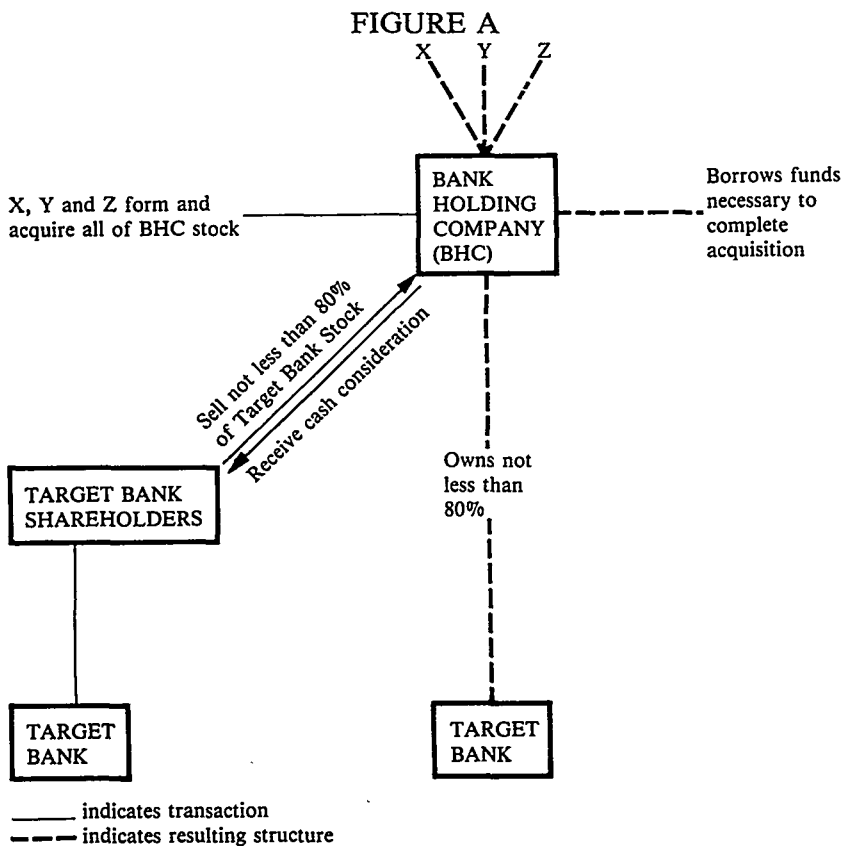 FIGURE A
X Y Z
X, Y and Z form and
acquire all of BHC stock
BANK
HOLDING
COMPANY
(BHC)
Borrows funds
necessary to
complete
acquisition
Sell not less than 80%
of Target Bank Stock
Receive cash consideration
Owns not
less than
80%
TARGET BANK
SHAREHOLDERS
TARGET
BANK
TARGET
BANK
indicates transaction
indicates resulting structure